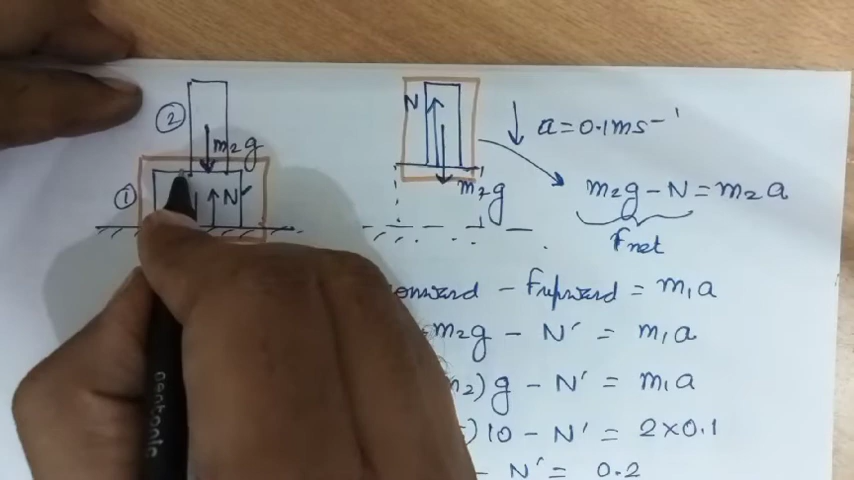 ②
m₂g
① N′
N
m₂g
a = 0.1ms⁻¹
m₂g - N = m₂a
Fnet
onward - Fupward = m₁a
m₂g - N′ = m₁a
)g - N′ = m₁a
)10 - N′ = 2×0.1
- N′ = 0.2
centronic